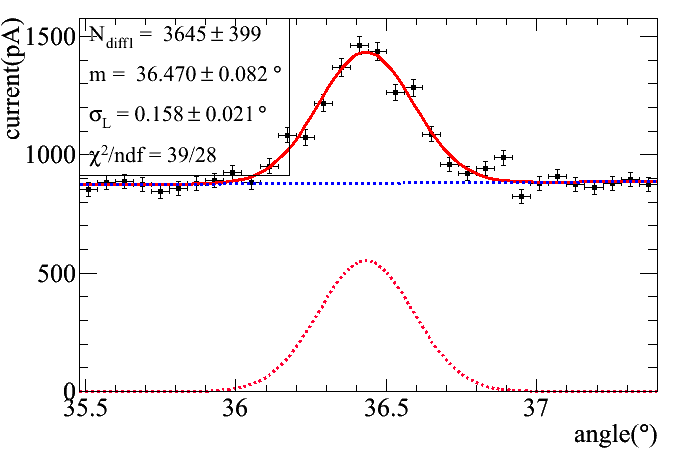 current(pA)
1500
1000
500
0
N_diffl = 3645 ± 399
m = 36.470 ± 0.082 °
σ_L = 0.158 ± 0.021 °
χ²/ndf = 39/28
35.5 36 36.5 37
angle(°)